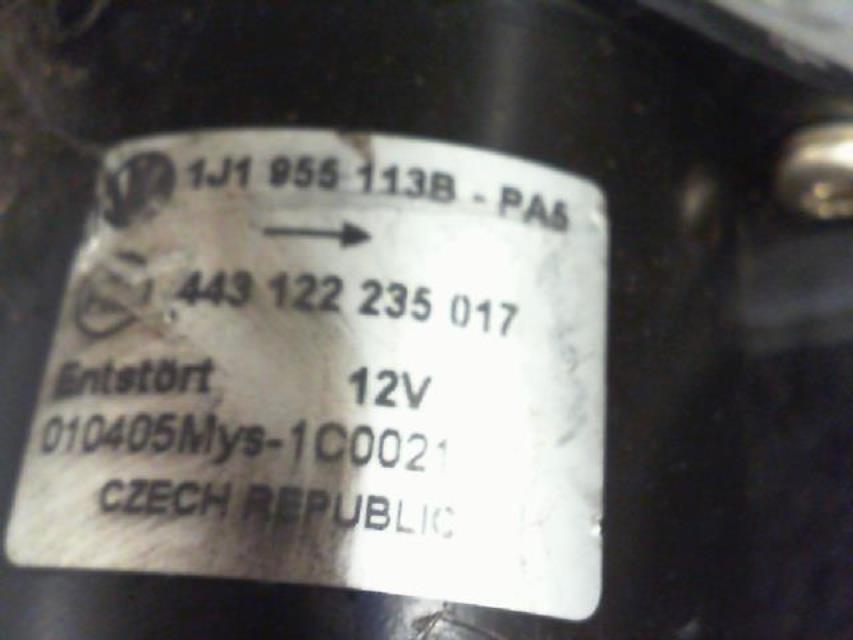 1J1 955 113B - PA5
443 122 235 017
Entstört 12V
010405Mys-1C0021
CZECH REPUBLIC